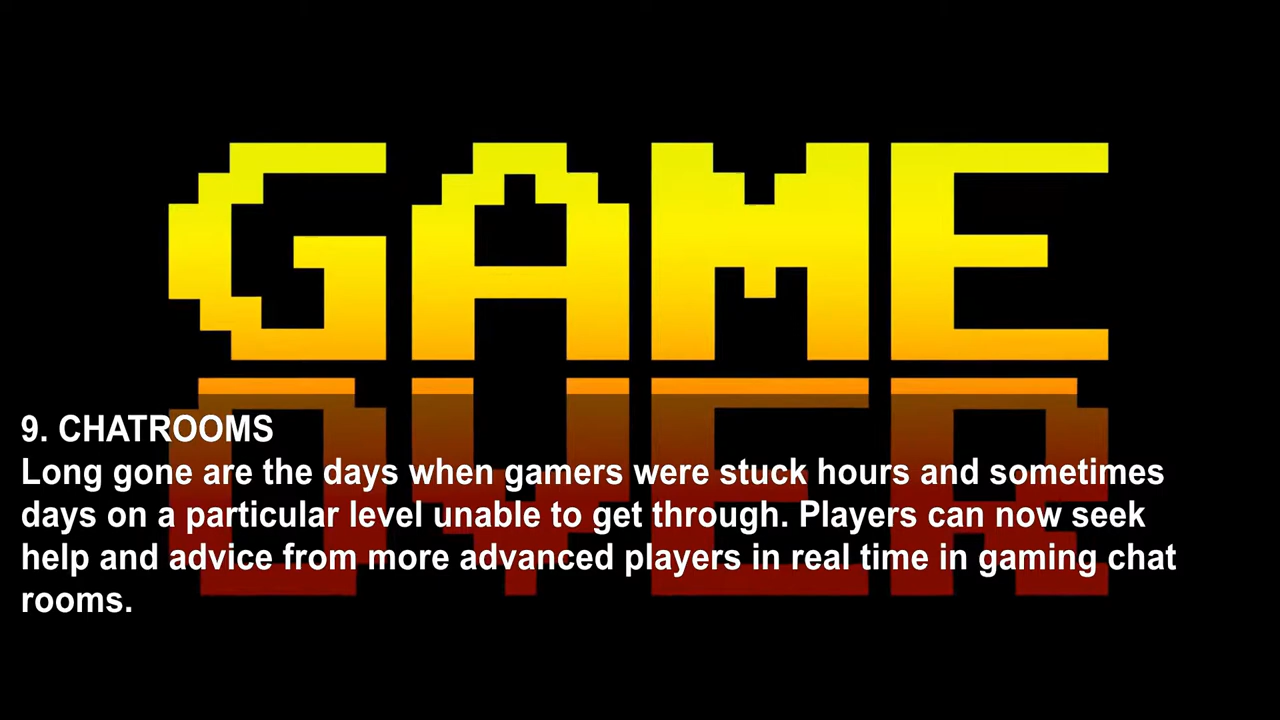 GAME
OVER
9. CHATROOMS
Long gone are the days when gamers were stuck hours and sometimes
days on a particular level unable to get through. Players can now seek
help and advice from more advanced players in real time in gaming chat
rooms.